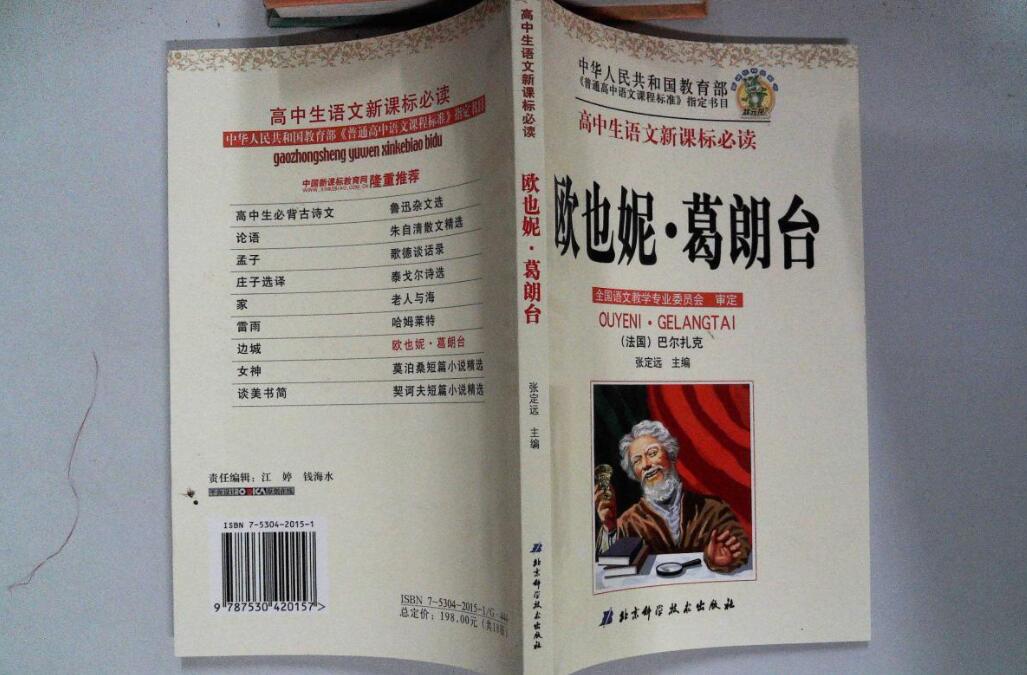 高中生语文新课标必读
中华人民共和国教育部《普通高中语文课程标准》指定书目
gaozhongsheng yuwen xinkebiao bidu
中国新课标教育网 隆重推荐
高中生必背古诗文 鲁迅杂文选
论语 朱自清散文精选
孟子 歌德谈话录
庄子选译 泰戈尔诗选
家 老人与海
雷雨 哈姆莱特
边城 欧也妮·葛朗台
女神 莫泊桑短篇小说精选
谈美书简 契诃夫短篇小说精选
责任编辑：江 婷 钱海水
ISBN 7-5304-2015-1
9 787530 420157 >
ISBN 7-5304-2015-1/G·444
总定价：198.00元（共18册）
高中生语文新课标必读
欧也妮·葛朗台
张定远 主编
北京科学技术出版社
中华人民共和国教育部
《普通高中语文课程标准》指定书目
高中生语文新课标必读
欧也妮·葛朗台
全国语文教学专业委员会 审定
OUYENI·GELANGTAI
（法国）巴尔扎克
张定远 主编
北京科学技术出版社